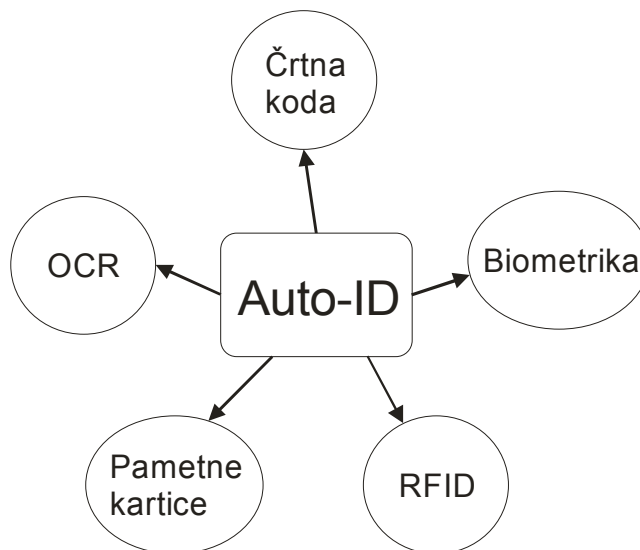 Črtna
koda
OCR
Auto-ID
Biometrika
Pametne
kartice
RFID